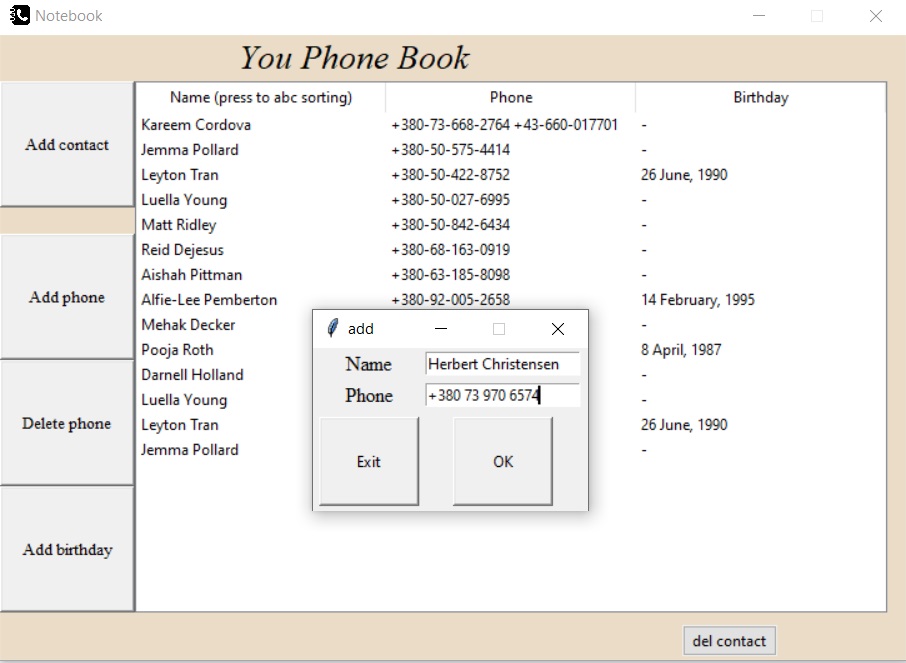 Notebook
You Phone Book
Add contact
Add phone
Delete phone
Add birthday
Name (press to abc sorting) Phone Birthday
Kareem Cordova +380-73-668-2764 +43-660-017701 -
Jemma Pollard +380-50-575-4414 -
Leyton Tran +380-50-422-8752 26 June, 1990
Luella Young +380-50-027-6995 -
Matt Ridley +380-50-842-6434 -
Reid Dejesus +380-68-163-0919 -
Aishah Pittman +380-63-185-8098 -
Alfie-Lee Pemberton +380-92-005-2658 14 February, 1995
Mehak Decker -
Pooja Roth 8 April, 1987
Darnell Holland -
Luella Young -
Leyton Tran 26 June, 1990
Jemma Pollard -
add
Name Herbert Christensen
Phone +380 73 970 6574
Exit OK
del contact